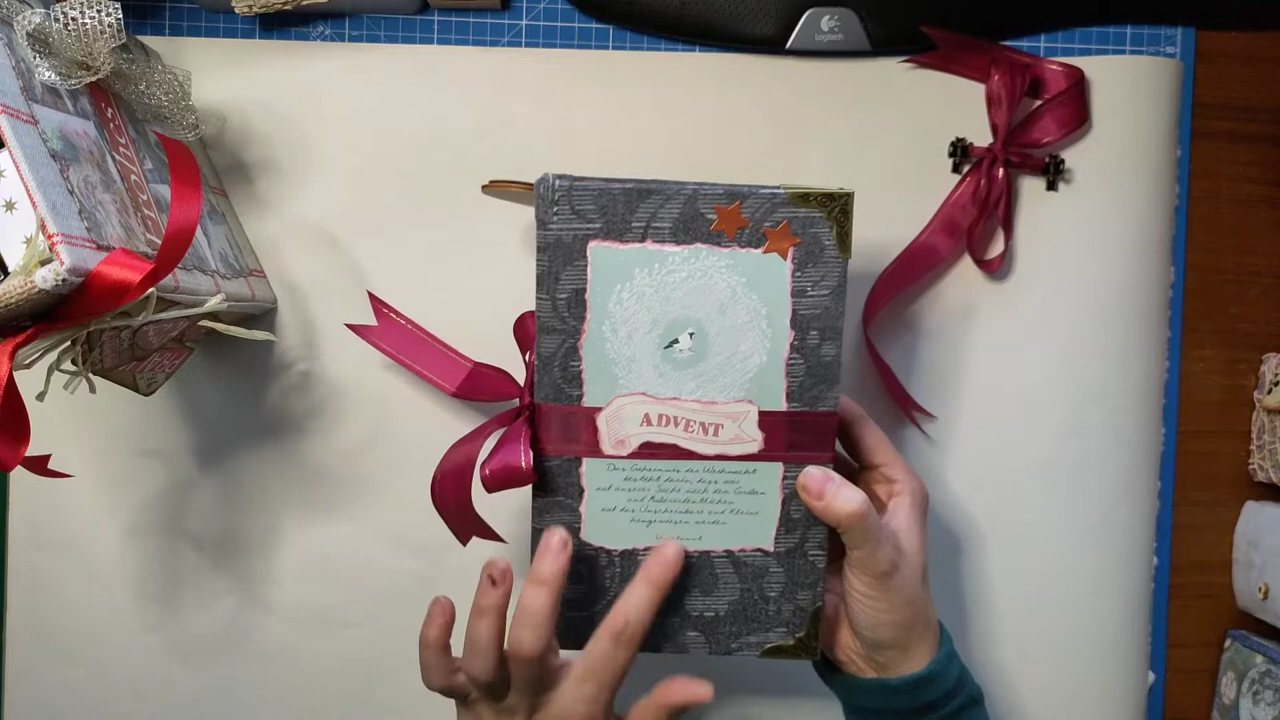 Logitech
Frohes
ADVENT
Das Geheimnis der Weihnacht
besteht darin, dass wir
auf unserer Suche nach dem Großen
und Außerordentlichen
auf das Unscheinbare und Kleine
hingewiesen werden